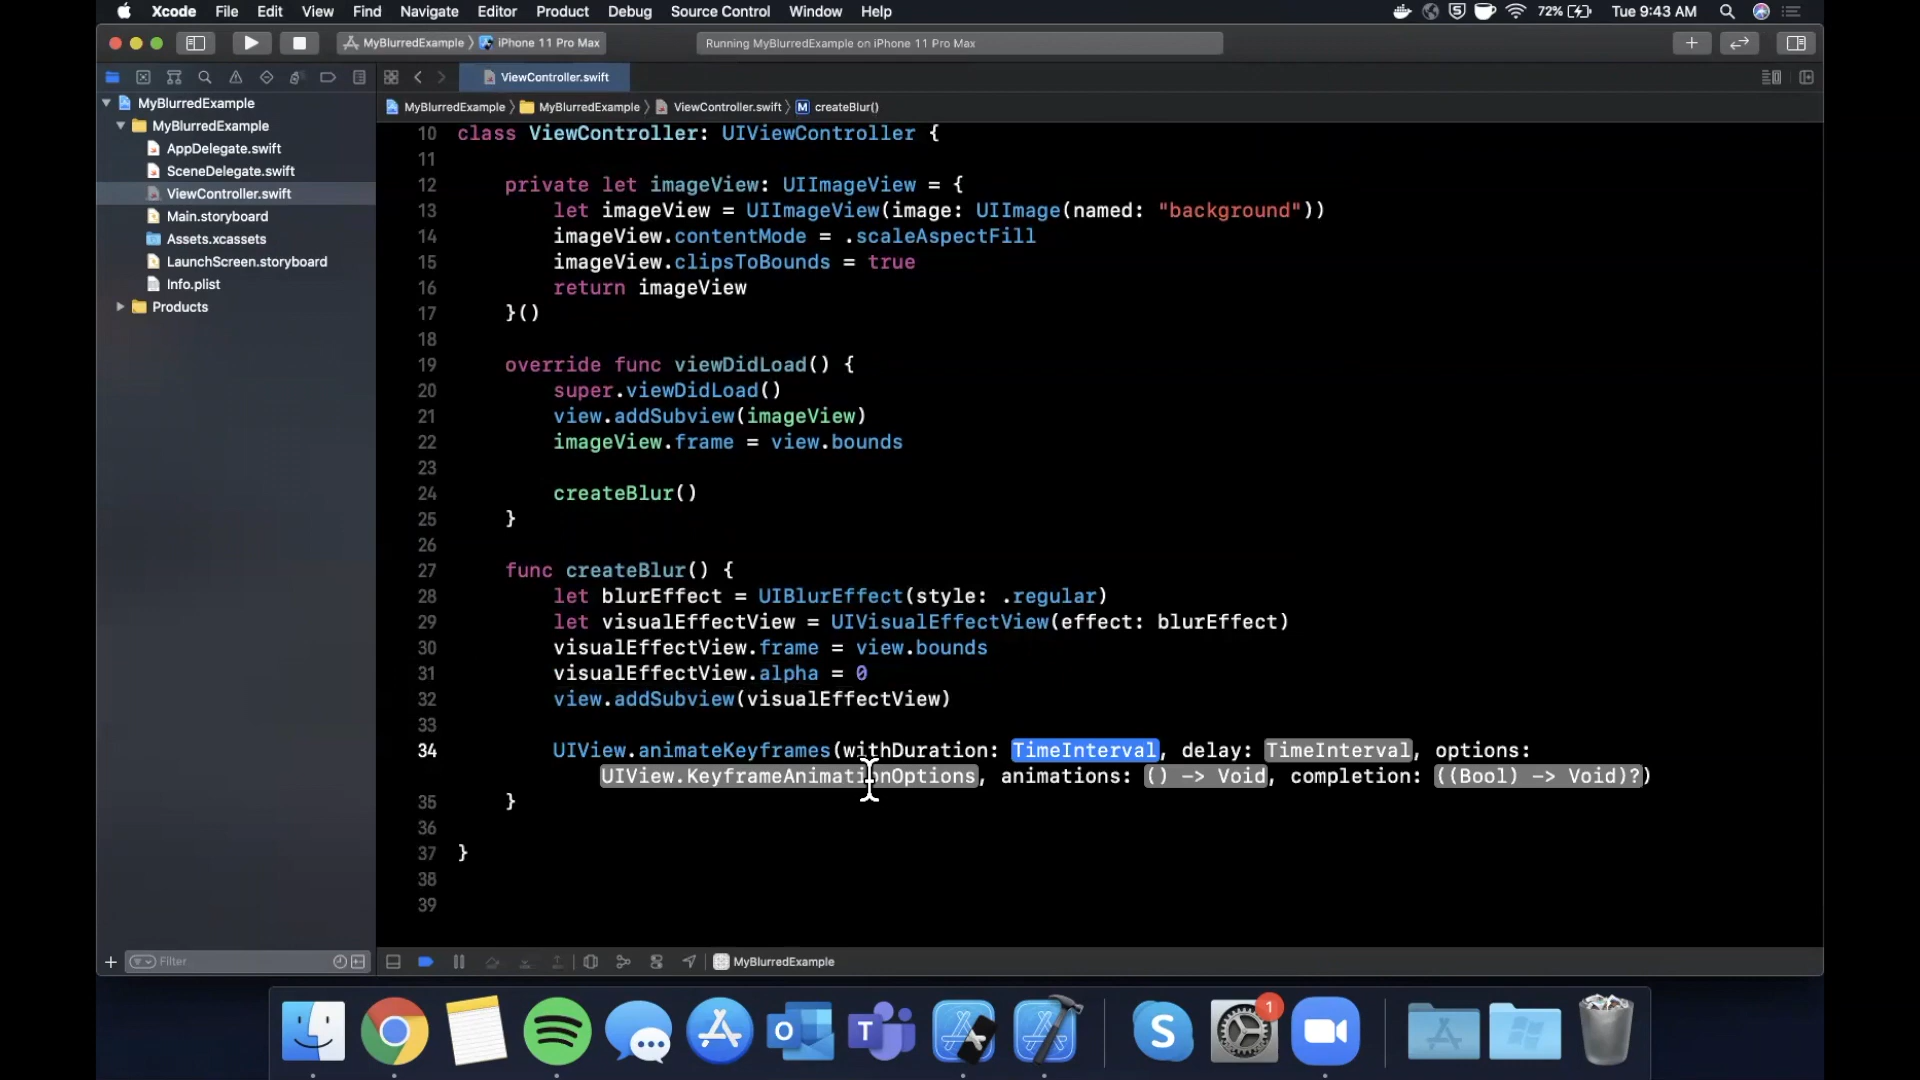 Xcode File Edit View Find Navigate Editor Product Debug Source Control Window Help 72% Tue 9:43 AM
MyBlurredExample iPhone 11 Pro Max Running MyBlurredExample on iPhone 11 Pro Max
ViewController.swift
MyBlurredExample MyBlurredExample ViewController.swift M createBlur()
MyBlurredExample
MyBlurredExample
AppDelegate.swift
SceneDelegate.swift
ViewController.swift
Main.storyboard
Assets.xcassets
LaunchScreen.storyboard
Info.plist
Products
10 class ViewController: UIViewController {
11
12 private let imageView: UIImageView = {
13 let imageView = UIImageView(image: UIImage(named: "background"))
14 imageView.contentMode = .scaleAspectFill
15 imageView.clipsToBounds = true
16 return imageView
17 }()
18
19 override func viewDidLoad() {
20 super.viewDidLoad()
21 view.addSubview(imageView)
22 imageView.frame = view.bounds
23
24 createBlur()
25 }
26
27 func createBlur() {
28 let blurEffect = UIBlurEffect(style: .regular)
29 let visualEffectView = UIVisualEffectView(effect: blurEffect)
30 visualEffectView.frame = view.bounds
31 visualEffectView.alpha = 0
32 view.addSubview(visualEffectView)
33
34 UIView.animateKeyframes(withDuration: TimeInterval, delay: TimeInterval, options:
UIView.KeyframeAnimationOptions, animations: () -> Void, completion: ((Bool) -> Void)?)
35 }
36
37 }
38
39
Filter MyBlurredExample
1